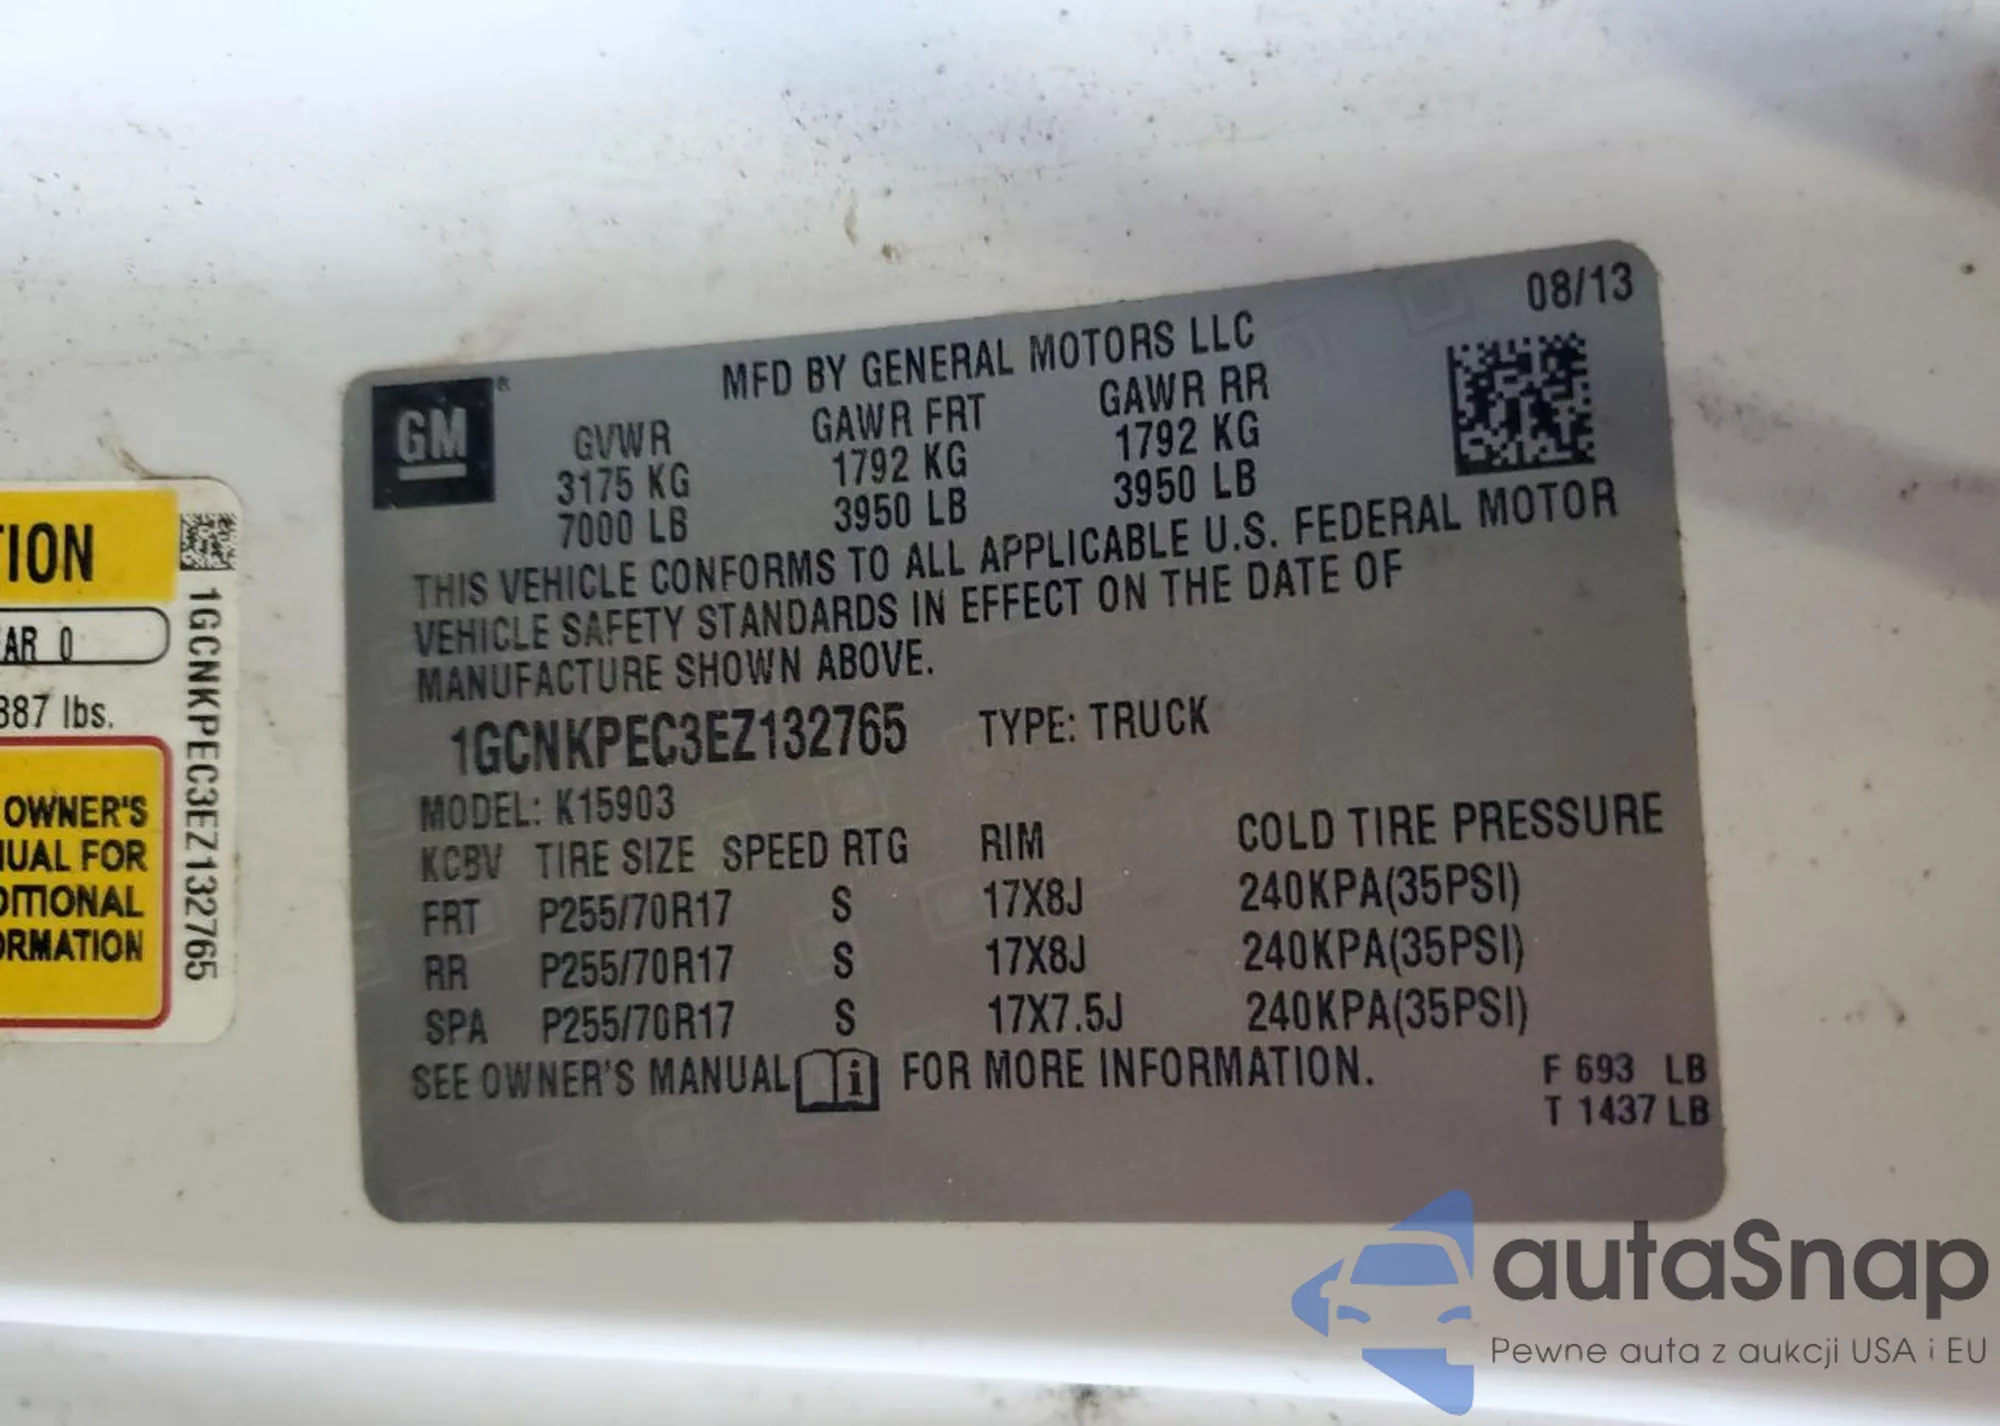 TION
AR 0
887 lbs.
OWNER'S
UAL FOR
DITIONAL
ORMATION
1GCNKPEC3EZ132765
08/13
GM®
MFD BY GENERAL MOTORS LLC
GVWR GAWR FRT GAWR RR
3175 KG 1792 KG 1792 KG
7000 LB 3950 LB 3950 LB
THIS VEHICLE CONFORMS TO ALL APPLICABLE U.S. FEDERAL MOTOR
VEHICLE SAFETY STANDARDS IN EFFECT ON THE DATE OF
MANUFACTURE SHOWN ABOVE.
1GCNKPEC3EZ132765 TYPE: TRUCK
MODEL: K15903
KCBV TIRE SIZE SPEED RTG RIM COLD TIRE PRESSURE
FRT P255/70R17 S 17X8J 240KPA(35PSI)
RR P255/70R17 S 17X8J 240KPA(35PSI)
SPA P255/70R17 S 17X7.5J 240KPA(35PSI)
SEE OWNER'S MANUAL i FOR MORE INFORMATION.
F 693 LB
T 1437 LB
autaSnap
Pewne auta z aukcji USA i EU